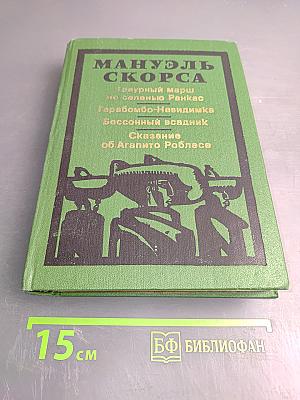 МАНУЭЛЬ
СКОРСА
Траурный марш
по селенью Ранкас
Гарабомбо-Невидимка
Бессонный всадник
Сказание
об Агапито Роблесе
15 см
БФ БИБЛИОФАН